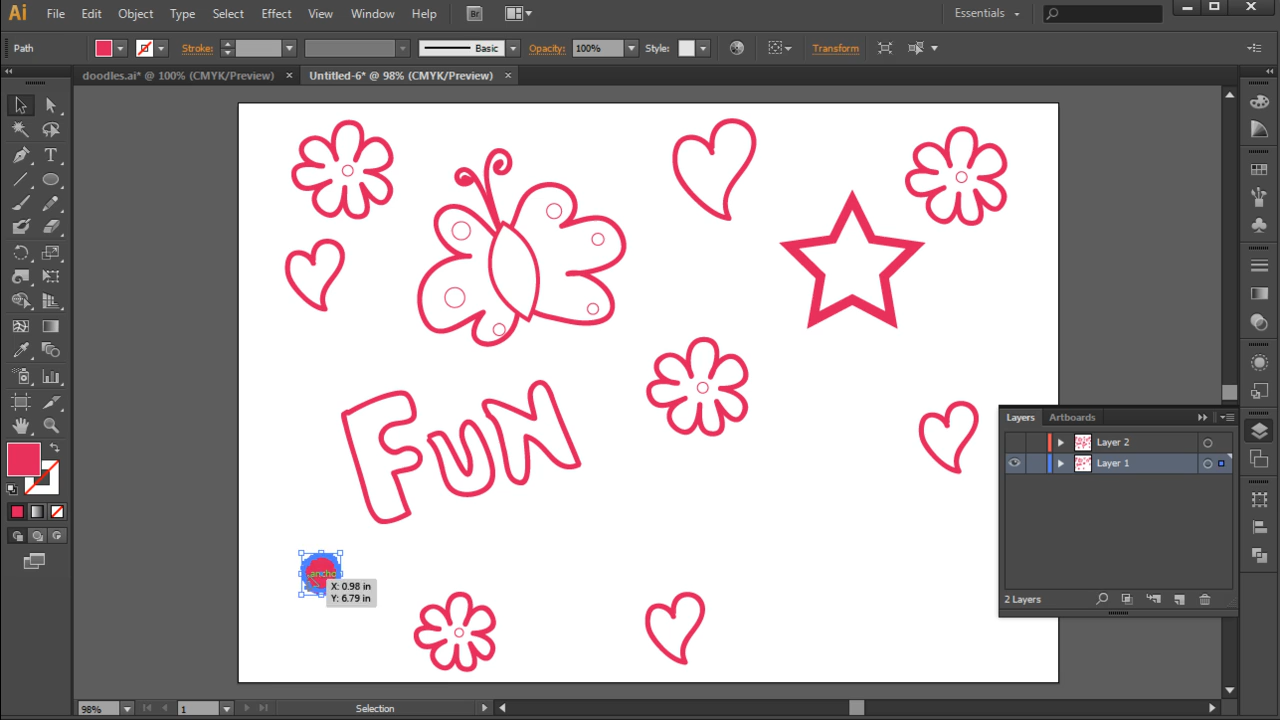 Ai File Edit Object Type Select Effect View Window Help Br Essentials
Path Stroke: Basic Opacity: 100% Style: Transform
doodles.ai* @ 100% (CMYK/Preview) × Untitled-6* @ 98% (CMYK/Preview) ×
FUN
Layers Artboards
Layer 2
Layer 1
ancho
X: 0.98 in
Y: 6.79 in
2 Layers
98% 1 Selection